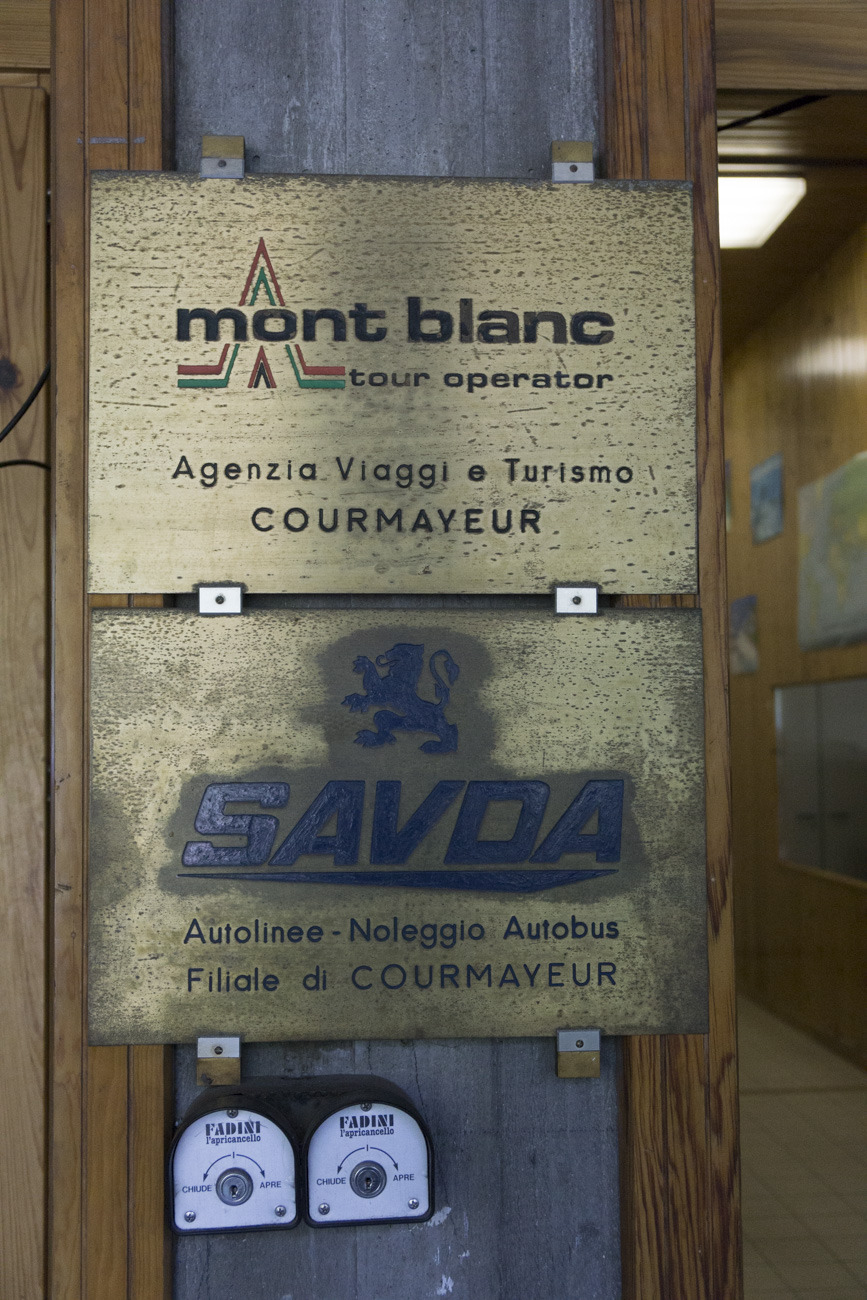 mont blanc
tour operator
Agenzia Viaggi e Turismo
COURMAYEUR
SAVDA
Autolinee - Noleggio Autobus
Filiale di COURMAYEUR
FADINI
l'apricancello
CHIUDE APRE
FADINI
l'apricancello
CHIUDE APRE